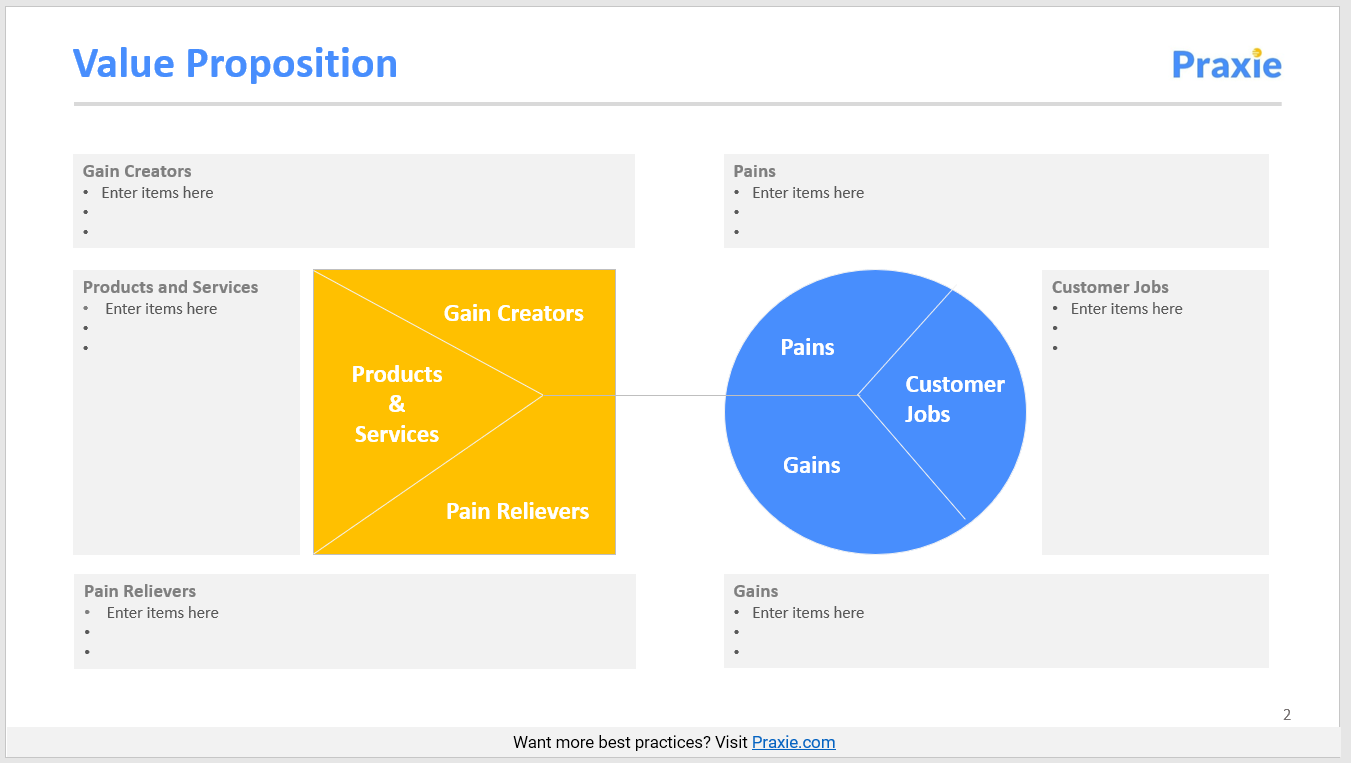 Value Proposition
Praxie
Gain Creators
• Enter items here
•
•
Pains
• Enter items here
•
•
Products and Services
• Enter items here
•
•
Gain Creators
Products
&
Services
Pain Relievers
Pains
Customer
Jobs
Gains
Customer Jobs
• Enter items here
•
•
Pain Relievers
• Enter items here
•
•
Gains
• Enter items here
•
•
2
Want more best practices? Visit Praxie.com